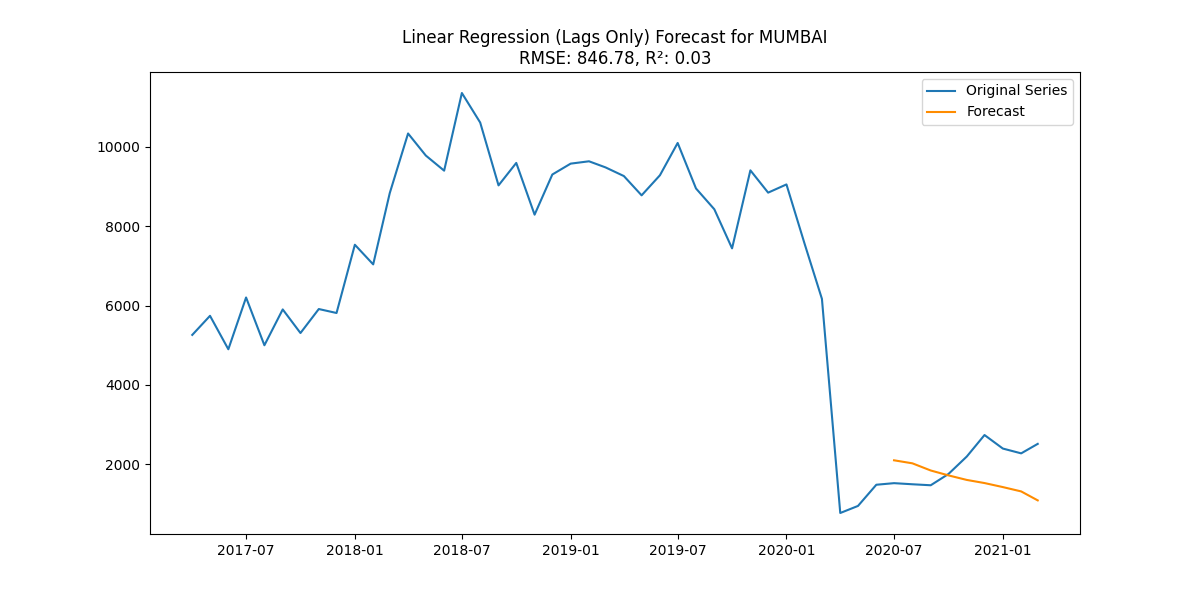 Linear Regression (Lags Only) Forecast for MUMBAI
RMSE: 846.78, R²: 0.03
Original Series
Forecast
10000
8000
6000
4000
2000
2017-07 2018-01 2018-07 2019-01 2019-07 2020-01 2020-07 2021-01